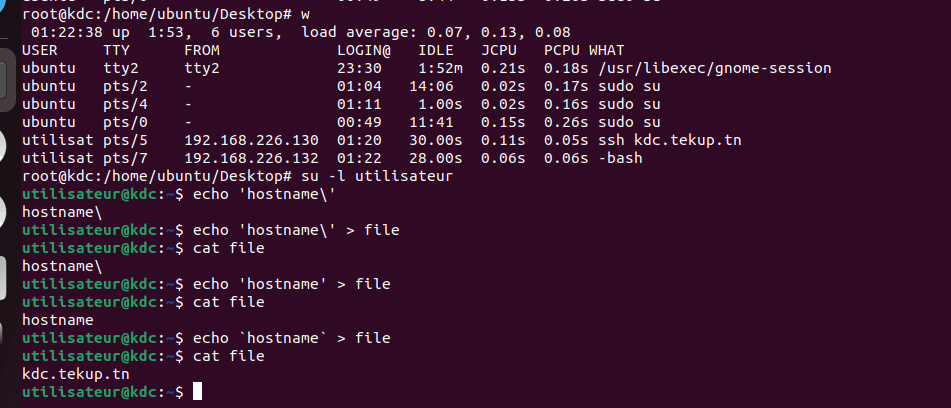 root@kdc:/home/ubuntu/Desktop# w
 01:22:38 up  1:53,  6 users,  load average: 0.07, 0.13, 0.08
USER     TTY      FROM             LOGIN@   IDLE   JCPU   PCPU WHAT
ubuntu   tty2     tty2             23:30    1:52m  0.21s  0.18s /usr/libexec/gnome-session
ubuntu   pts/2    -                01:04   14:06   0.02s  0.17s sudo su
ubuntu   pts/4    -                01:11    1.00s  0.02s  0.16s sudo su
ubuntu   pts/0    -                00:49   11:41   0.15s  0.26s sudo su
utilisat pts/5    192.168.226.130  01:20   30.00s  0.11s  0.05s ssh kdc.tekup.tn
utilisat pts/7    192.168.226.132  01:22   28.00s  0.06s  0.06s -bash
root@kdc:/home/ubuntu/Desktop# su -l utilisateur
utilisateur@kdc:~$ echo 'hostname\'
hostname\
utilisateur@kdc:~$ echo 'hostname\' > file
utilisateur@kdc:~$ cat file
hostname\
utilisateur@kdc:~$ echo 'hostname' > file
utilisateur@kdc:~$ cat file
hostname
utilisateur@kdc:~$ echo `hostname` > file
utilisateur@kdc:~$ cat file
kdc.tekup.tn
utilisateur@kdc:~$